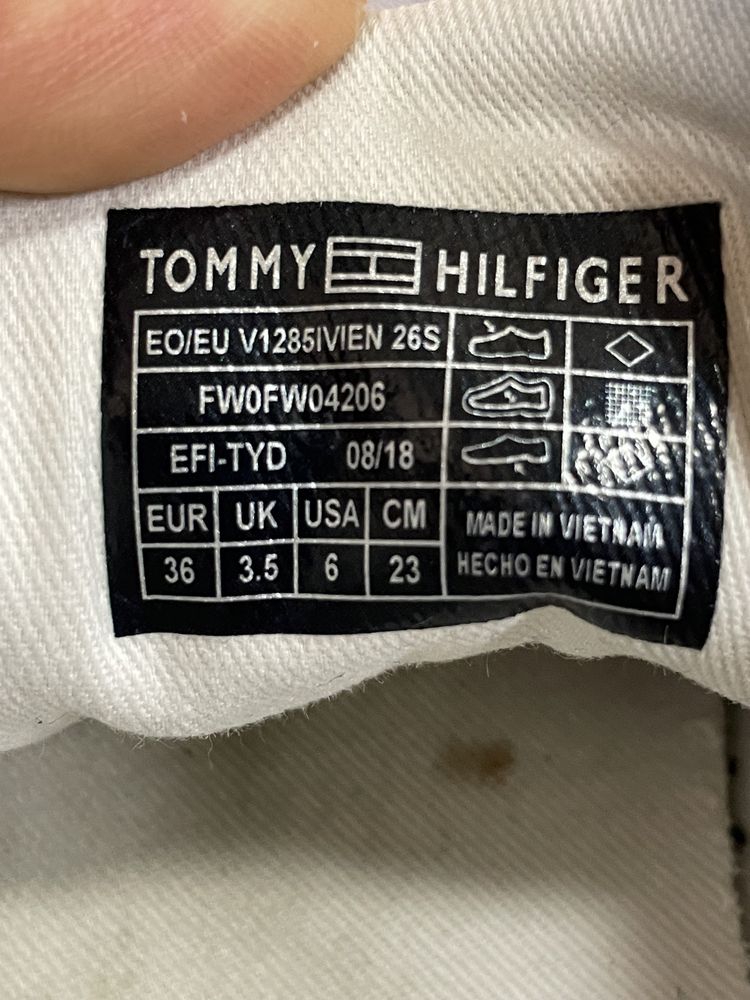 TOMMY HILFIGER
EO/EU V1285IVIEN 26S
FW0FW04206
EFI-TYD 08/18
EUR UK USA CM
36 3.5 6 23
MADE IN VIETNAM
HECHO EN VIETNAM